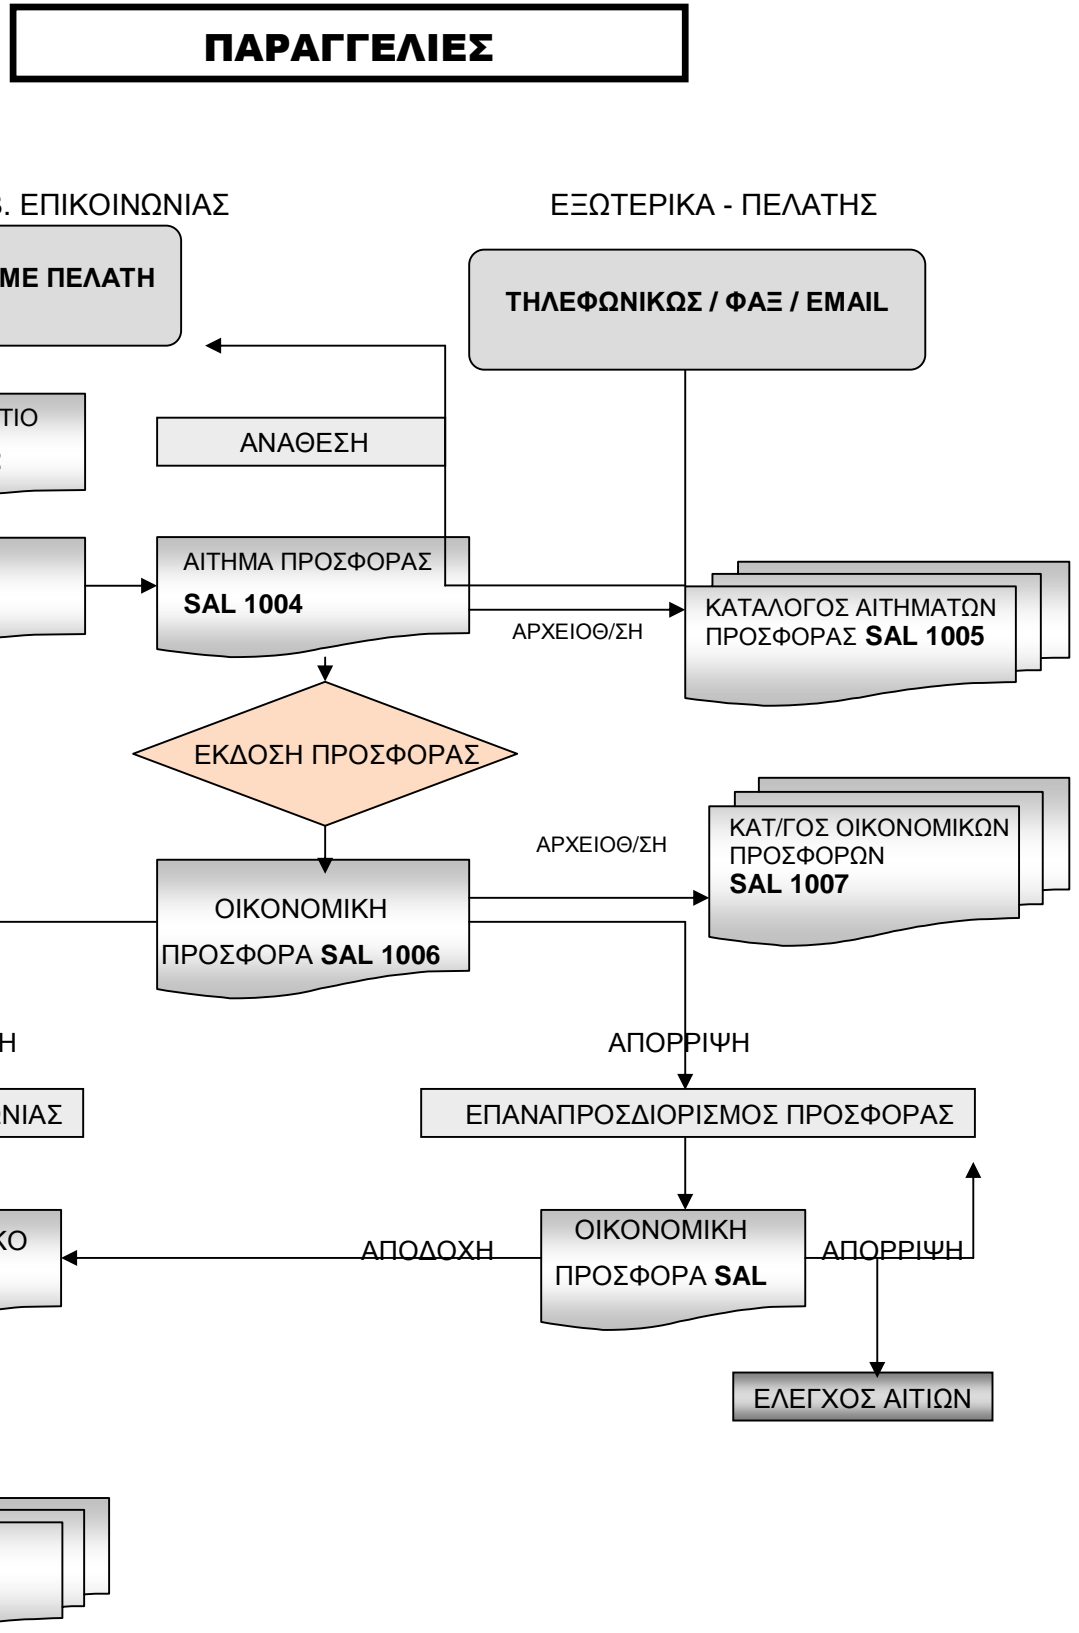 ΠΑΡΑΓΓΕΛΙΕΣ
. ΕΠΙΚΟΙΝΩΝΙΑΣ
ΕΞΩΤΕΡΙΚΑ - ΠΕΛΑΤΗΣ
ΜΕ ΠΕΛΑΤΗ
ΤΗΛΕΦΩΝΙΚΩΣ / ΦΑΞ / EMAIL
ΤΙΟ
ΑΝΑΘΕΣΗ
ΑΙΤΗΜΑ ΠΡΟΣΦΟΡΑΣ
SAL 1004
ΑΡΧΕΙΟΘ/ΣΗ
ΚΑΤΑΛΟΓΟΣ ΑΙΤΗΜΑΤΩΝ
ΠΡΟΣΦΟΡΑΣ SAL 1005
ΕΚΔΟΣΗ ΠΡΟΣΦΟΡΑΣ
ΑΡΧΕΙΟΘ/ΣΗ
ΚΑΤ/ΓΟΣ ΟΙΚΟΝΟΜΙΚΩΝ
ΠΡΟΣΦΟΡΩΝ
SAL 1007
ΟΙΚΟΝΟΜΙΚΗ
ΠΡΟΣΦΟΡΑ SAL 1006
Η
ΑΠΟΡΡΙΨΗ
ΝΙΑΣ
ΕΠΑΝΑΠΡΟΣΔΙΟΡΙΣΜΟΣ ΠΡΟΣΦΟΡΑΣ
ΚΟ
ΑΠΟΔΟΧΗ
ΟΙΚΟΝΟΜΙΚΗ
ΠΡΟΣΦΟΡΑ SAL
ΑΠΟΡΡΙΨΗ
ΕΛΕΓΧΟΣ ΑΙΤΙΩΝ